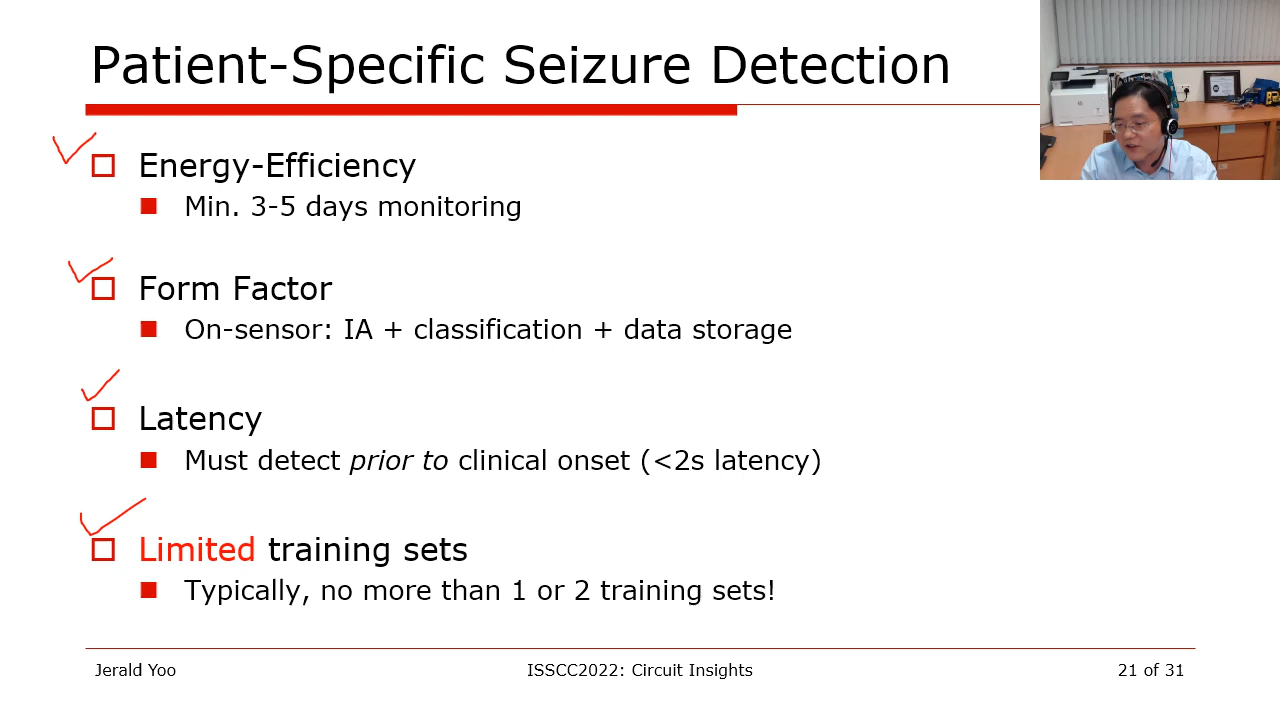 Patient-Specific Seizure Detection
Energy-Efficiency
Min. 3-5 days monitoring
Form Factor
On-sensor: IA + classification + data storage
Latency
Must detect prior to clinical onset (<2s latency)
Limited training sets
Typically, no more than 1 or 2 training sets!
Jerald Yoo
ISSCC2022: Circuit Insights
21 of 31